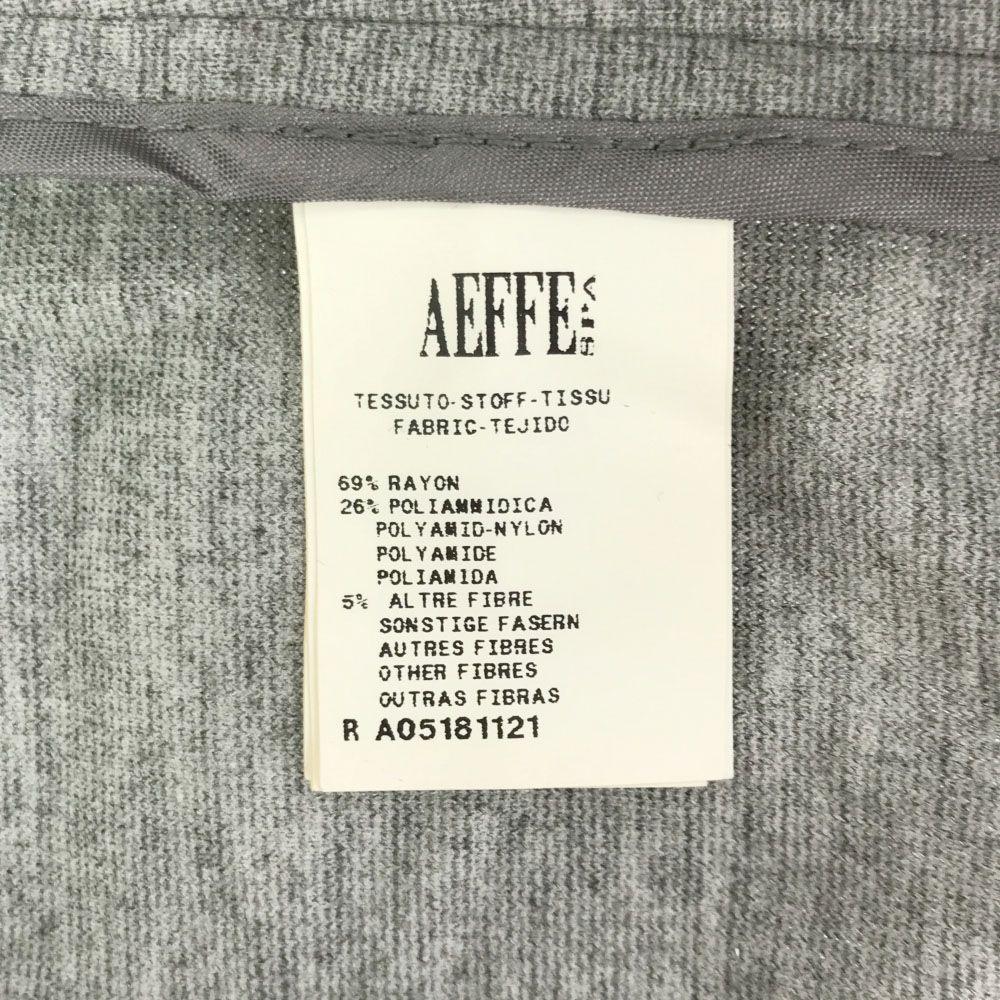 AEFFE SPA
TESSUTO-STOFF-TISSU
FABRIC-TEJIDO
69% RAYON
26% POLIAMMIDICA
POLYAMID-NYLON
POLYAMIDE
POLIAMIDA
5% ALTRE FIBRE
SONSTIGE FASERN
AUTRES FIBRES
OTHER FIBRES
OUTRAS FIBRAS
R A05181121